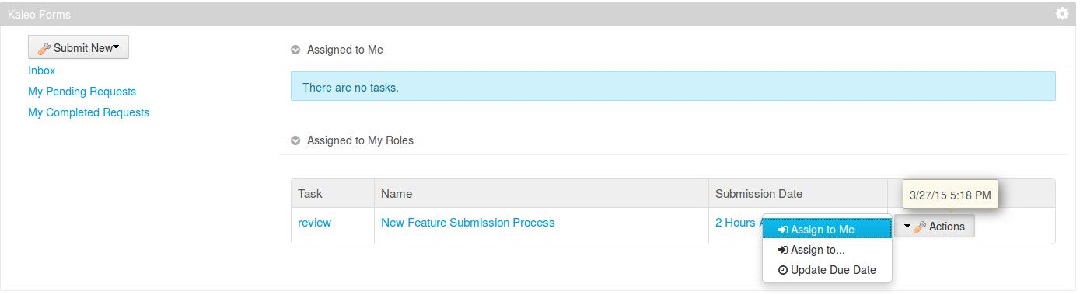 Kaleo Forms
Submit New
Inbox
My Pending Requests
My Completed Requests
Assigned to Me
There are no tasks.
Assigned to My Roles
Task Name Submission Date
3/27/15 5:18 PM
review New Feature Submission Process 2 Hours
Actions
Assign to Me
Assign to...
Update Due Date